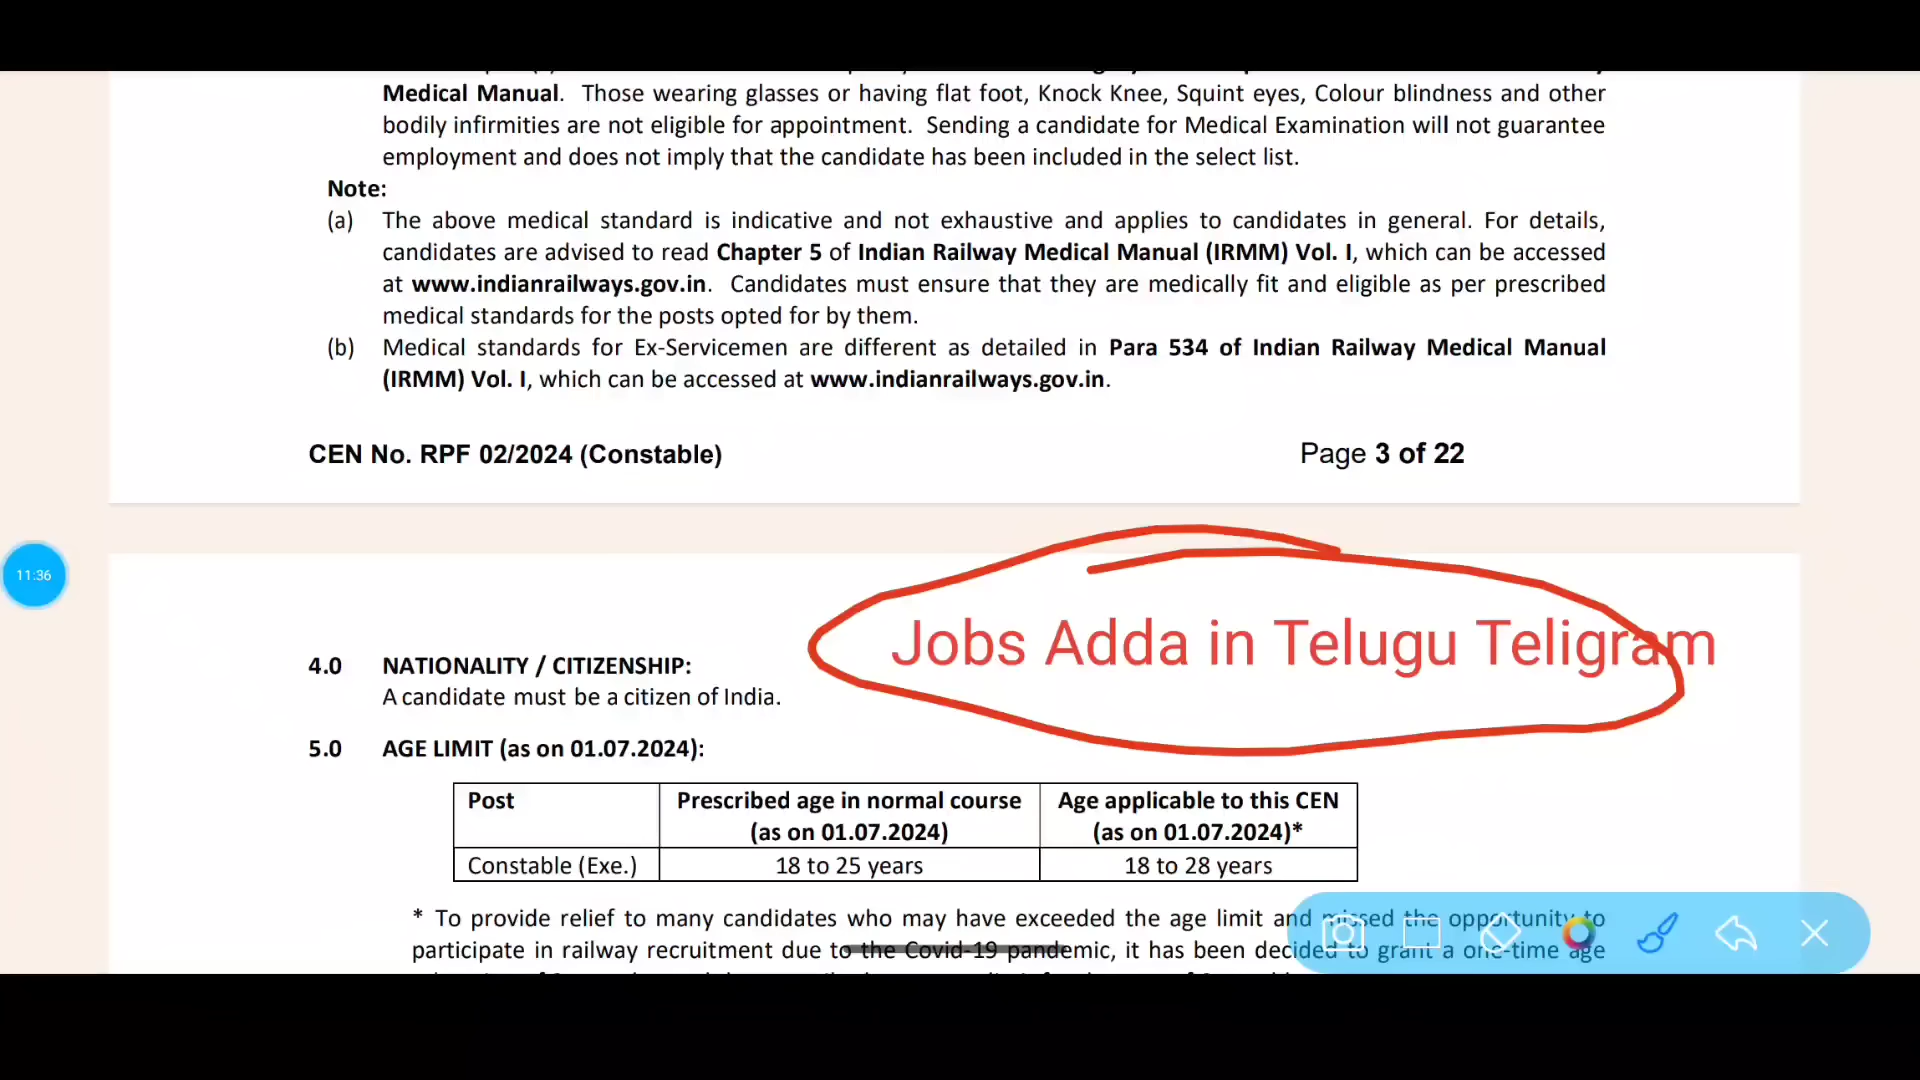 Medical Manual. Those wearing glasses or having flat foot, Knock Knee, Squint eyes, Colour blindness and other
bodily infirmities are not eligible for appointment. Sending a candidate for Medical Examination will not guarantee
employment and does not imply that the candidate has been included in the select list.
Note:
(a) The above medical standard is indicative and not exhaustive and applies to candidates in general. For details,
candidates are advised to read Chapter 5 of Indian Railway Medical Manual (IRMM) Vol. I, which can be accessed
at www.indianrailways.gov.in. Candidates must ensure that they are medically fit and eligible as per prescribed
medical standards for the posts opted for by them.
(b) Medical standards for Ex-Servicemen are different as detailed in Para 534 of Indian Railway Medical Manual
(IRMM) Vol. I, which can be accessed at www.indianrailways.gov.in.
CEN No. RPF 02/2024 (Constable) Page 3 of 22
11:36
Jobs Adda in Telugu Teligram
4.0 NATIONALITY / CITIZENSHIP:
A candidate must be a citizen of India.
5.0 AGE LIMIT (as on 01.07.2024):
Post Prescribed age in normal course Age applicable to this CEN
(as on 01.07.2024) (as on 01.07.2024)*
Constable (Exe.) 18 to 25 years 18 to 28 years
* To provide relief to many candidates who may have exceeded the age limit and missed the opportunity to
participate in railway recruitment due to the Covid-19 pandemic, it has been decided to grant a one-time age